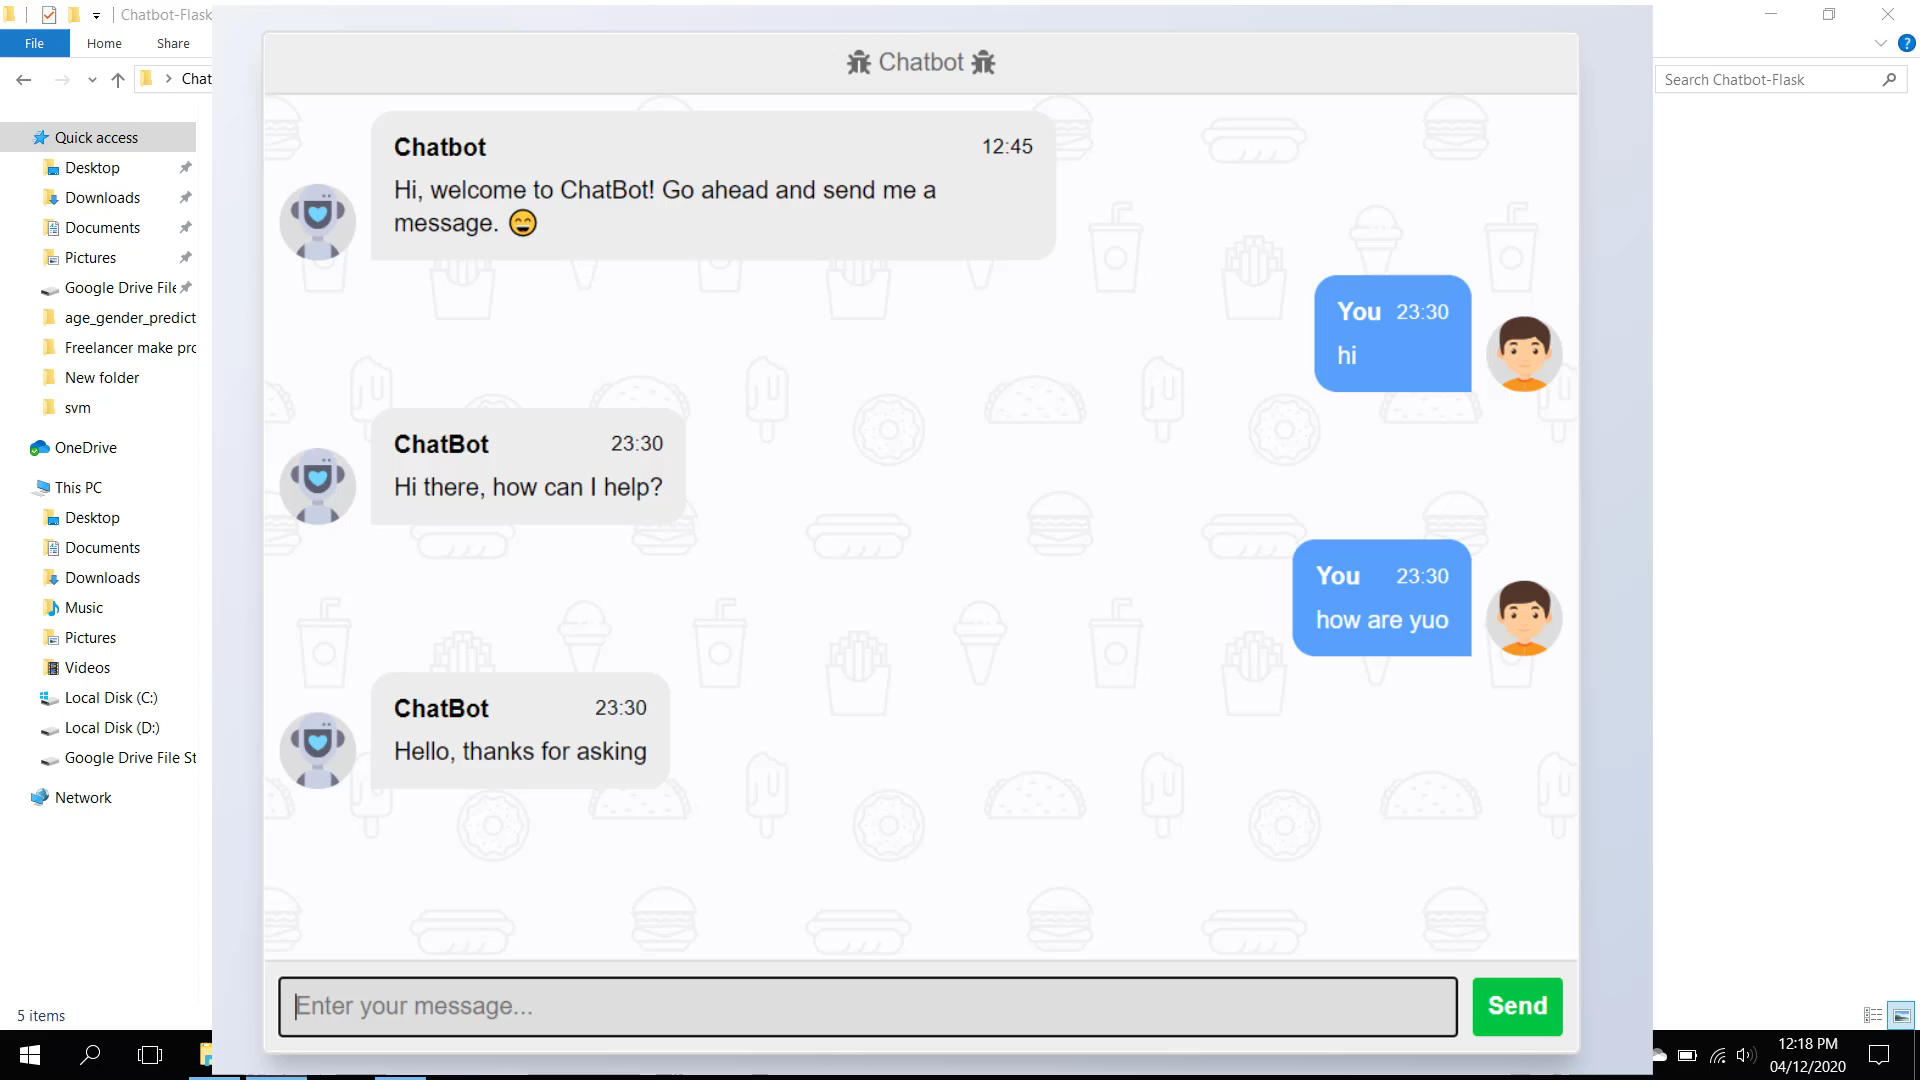 Chatbot-Flask
File
Home
Share
Chat
Search Chatbot-Flask
Quick access
Desktop
Downloads
Documents
Pictures
Google Drive File
age_gender_predict
Freelancer make pro
New folder
svm
OneDrive
This PC
Desktop
Documents
Downloads
Music
Pictures
Videos
Local Disk (C:)
Local Disk (D:)
Google Drive File St
Network
5 items
Chatbot
Chatbot 12:45
Hi, welcome to ChatBot! Go ahead and send me a
message. 😄
You 23:30
hi
ChatBot 23:30
Hi there, how can I help?
You 23:30
how are yuo
ChatBot 23:30
Hello, thanks for asking
Enter your message...
Send
12:18 PM
04/12/2020